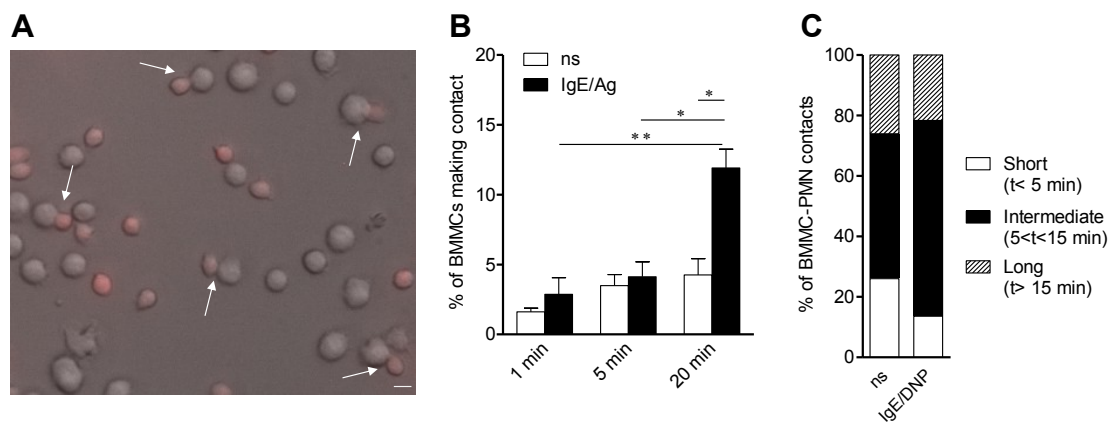 A
B
20
15
10
5
0
% of BMMCs making contact
ns
IgE/Ag
*
*
**
1 min
5 min
20 min
C
100
80
60
40
20
0
% of BMMC-PMN contacts
ns
IgE/DNP
Short
(t< 5 min)
Intermediate
(5<t<15 min)
Long
(t> 15 min)